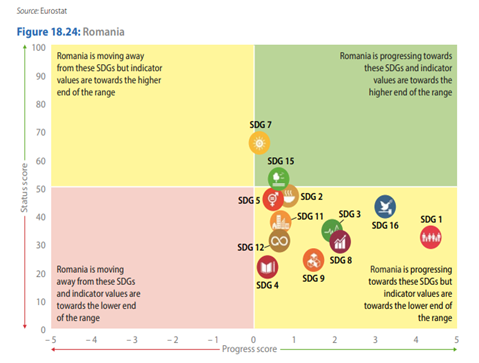 Source: Eurostat
Figure 18.24: Romania
100
90
80
70
60
50
40
30
20
10
0
Status score
Romania is moving away
from these SDGs but indicator
values are towards the higher
end of the range
Romania is progressing towards
these SDGs and indicator
values are towards the
higher end of the range
SDG 7
SDG 15
SDG 5
SDG 2
SDG 11
SDG 3
SDG 16
SDG 1
SDG 12
SDG 8
SDG 4
SDG 9
Romania is moving
away from these SDGs
and indicator values are
towards the lower end
of the range
Romania is progressing
towards these SDGs but
indicator values are
towards the lower end of
the range
– 5
– 4
– 3
– 2
– 1
0
1
2
3
4
5
Progress score